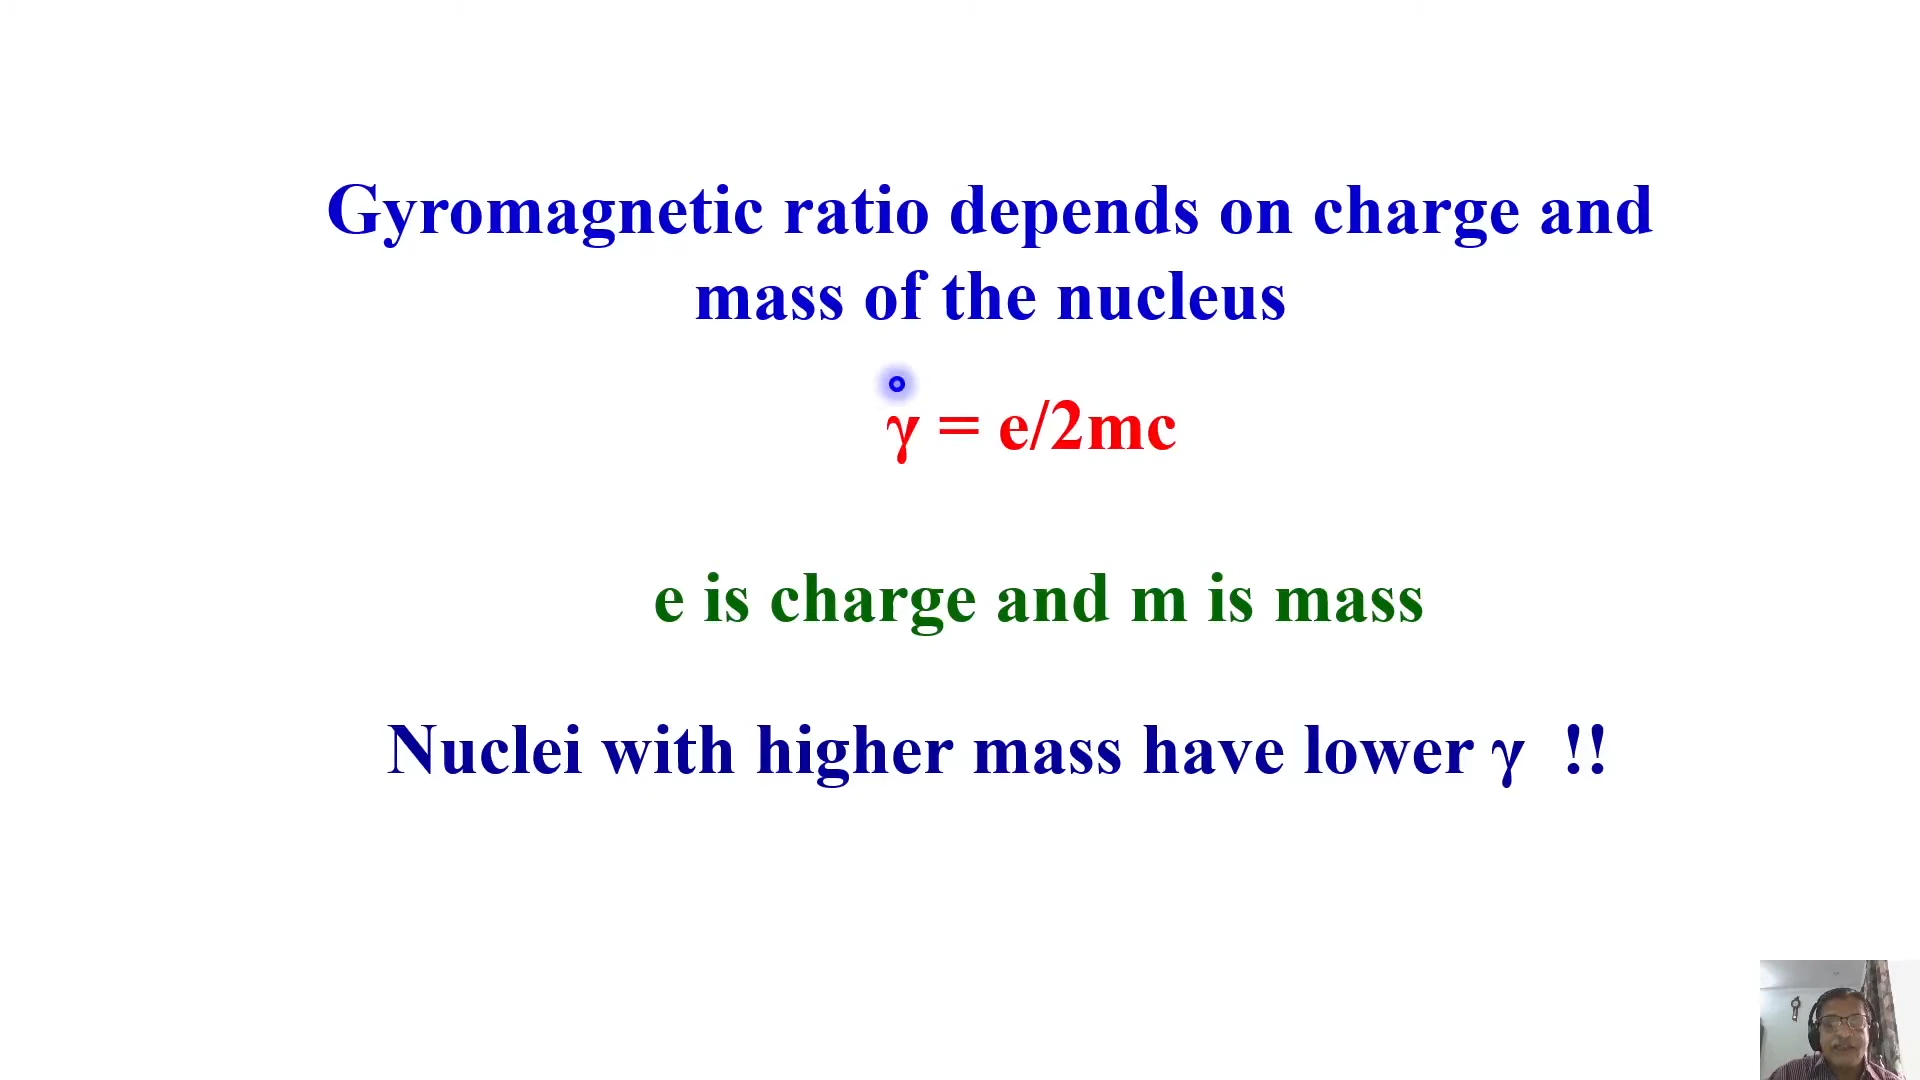 Gyromagnetic ratio depends on charge and
mass of the nucleus
γ = e/2mc
e is charge and m is mass
Nuclei with higher mass have lower γ !!